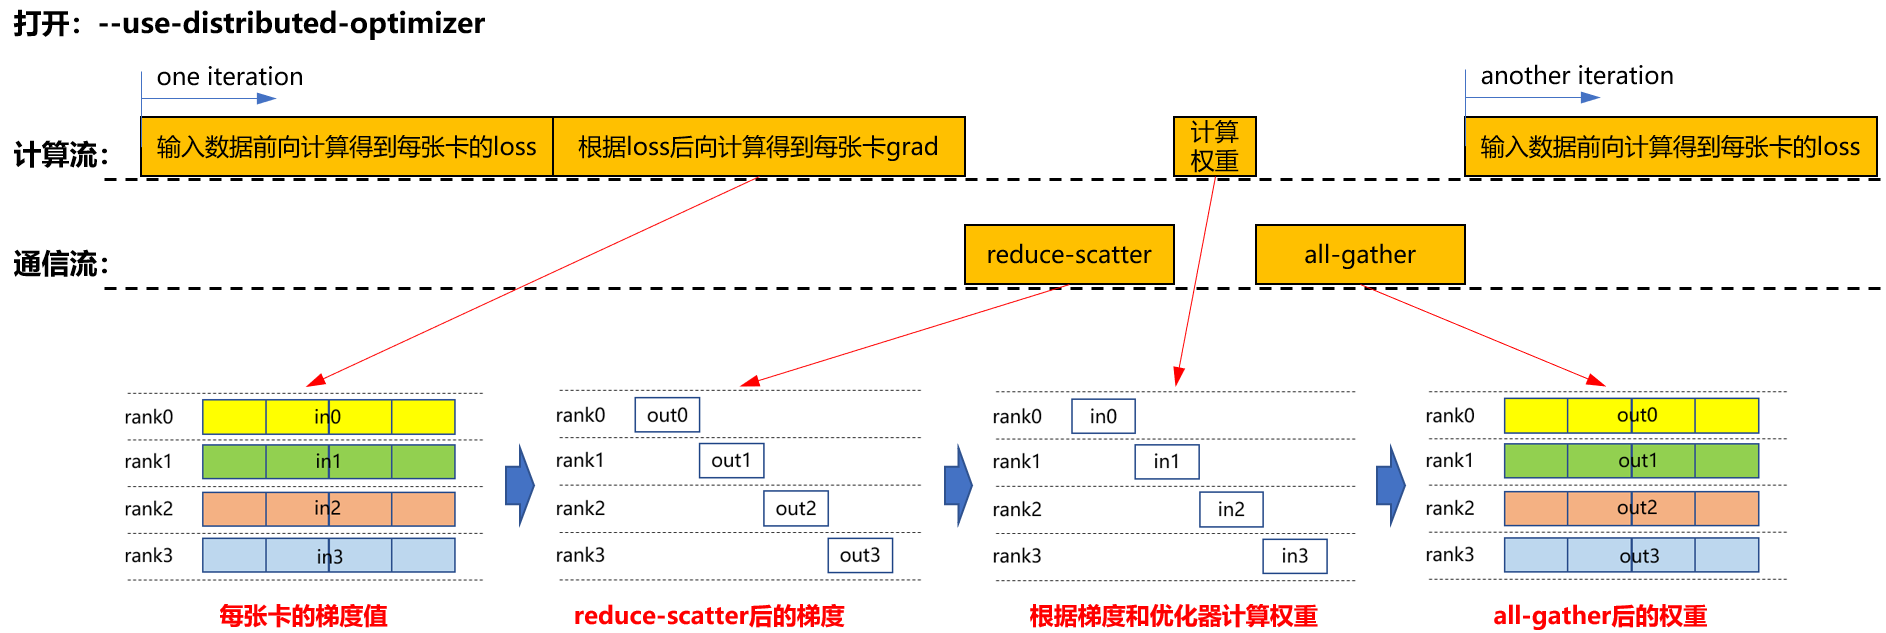 打开：--use-distributed-optimizer
one iteration
another iteration
计算流：
输入数据前向计算得到每张卡的loss
根据loss后向计算得到每张卡grad
计算
权重
输入数据前向计算得到每张卡的loss
通信流：
reduce-scatter
all-gather
rank0
in0
rank1
in1
rank2
in2
rank3
in3
每张卡的梯度值
rank0
out0
rank1
out1
rank2
out2
rank3
out3
reduce-scatter后的梯度
rank0
in0
rank1
in1
rank2
in2
rank3
in3
根据梯度和优化器计算权重
rank0
out0
rank1
out1
rank2
out2
rank3
out3
all-gather后的权重